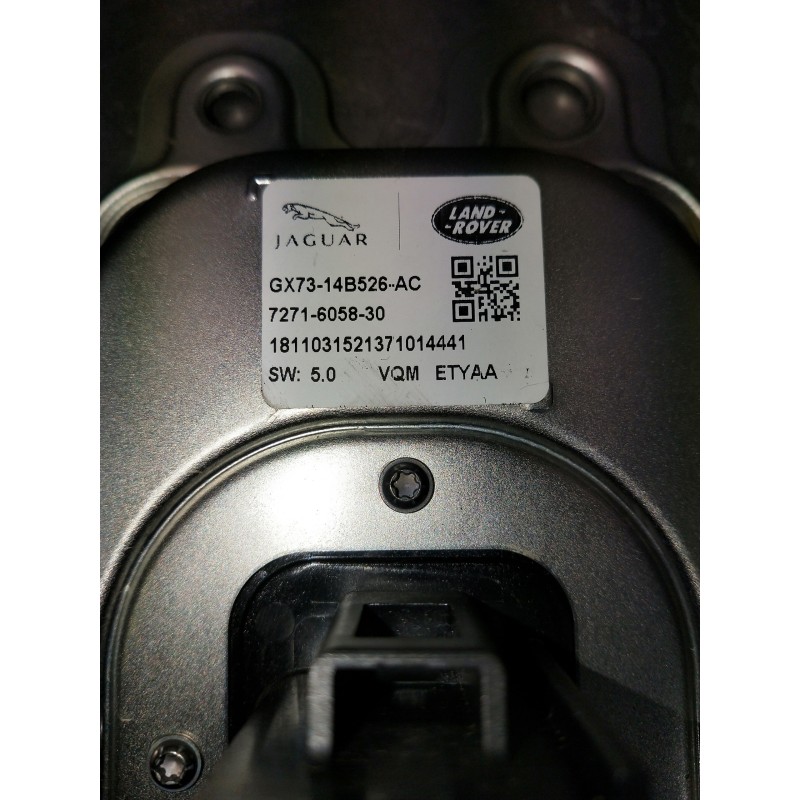 JAGUAR
LAND-
-ROVER
GX73-14B526-AC
7271-6058-30
1811031521371014441
SW: 5.0 VQM ETYAA